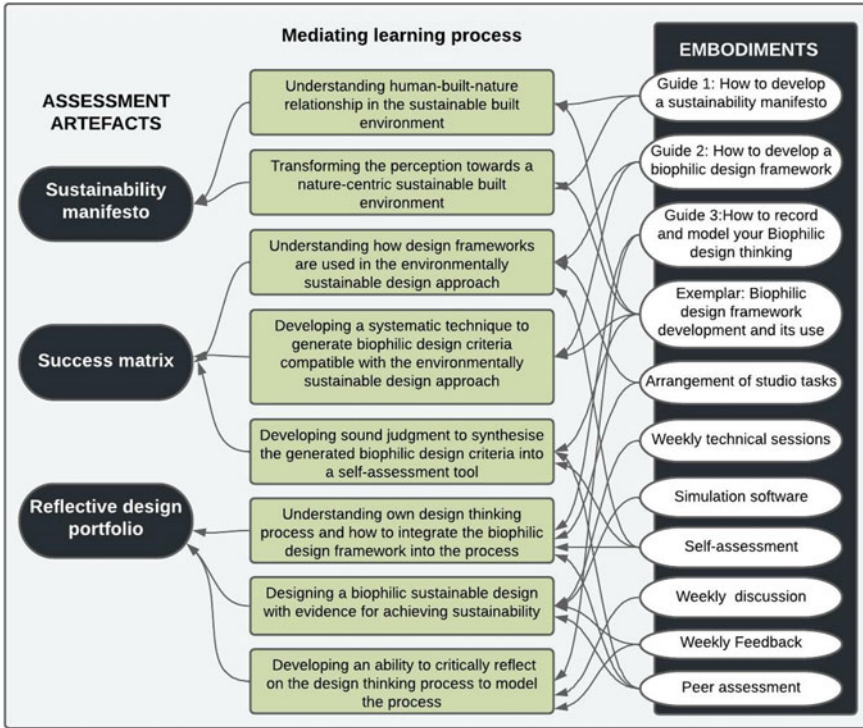 Mediating learning process
ASSESSMENT
ARTEFACTS
Sustainability
manifesto
Success matrix
Reflective design
portfolio
Understanding human-built-nature
relationship in the sustainable built
environment
Transforming the perception towards a
nature-centric sustainable built
environment
Understanding how design frameworks
are used in the environmentally
sustainable design approach
Developing a systematic technique to
generate biophilic design criteria
compatible with the environmentally
sustainable design approach
Developing sound judgment to synthesise
the generated biophilic design criteria into
a self-assessment tool
Understanding own design thinking
process and how to integrate the biophilic
design framework into the process
Designing a biophilic sustainable design
with evidence for achieving sustainability
Developing an ability to critically reflect
on the design thinking process to model
the process
EMBODIMENTS
Guide 1: How to develop
a sustainability manifesto
Guide 2: How to develop a
biophilic design framework
Guide 3:How to record
and model your Biophilic
design thinking
Exemplar: Biophilic
design framework
development and its use
Arrangement of studio tasks
Weekly technical sessions
Simulation software
Self-assessment
Weekly discussion
Weekly Feedback
Peer assessment